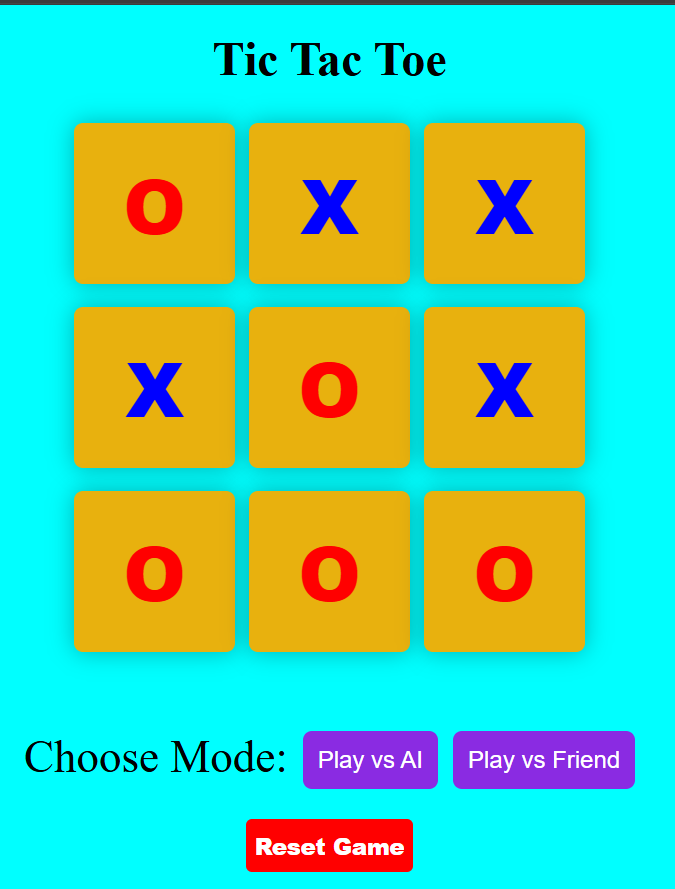 Tic Tac Toe
O X X
X O X
O O O
Choose Mode: Play vs AI Play vs Friend
Reset Game